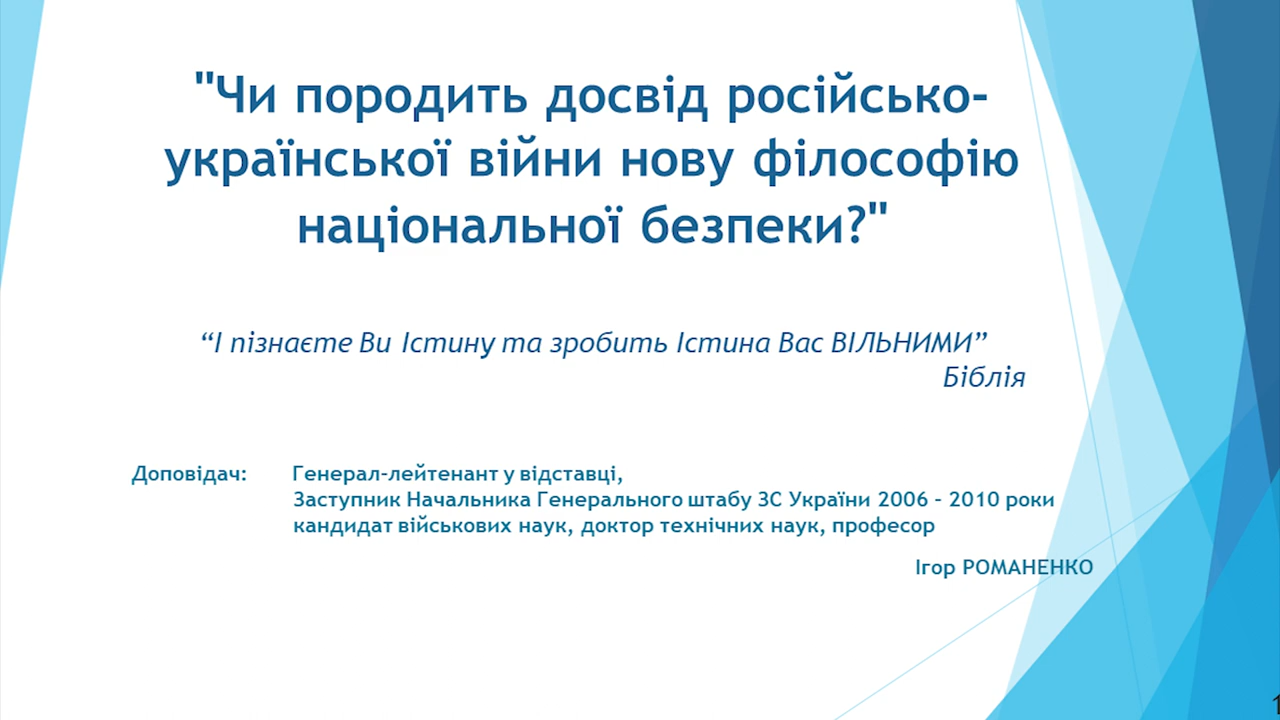 "Чи породить досвід російсько-
української війни нову філософію
національної безпеки?"
“І пізнаєте Ви Істину та зробить Істина Вас ВІЛЬНИМИ”
Біблія
Доповідач: Генерал-лейтенант у відставці,
Заступник Начальника Генерального штабу ЗС України 2006 – 2010 роки
кандидат військових наук, доктор технічних наук, професор
Ігор РОМАНЕНКО
1